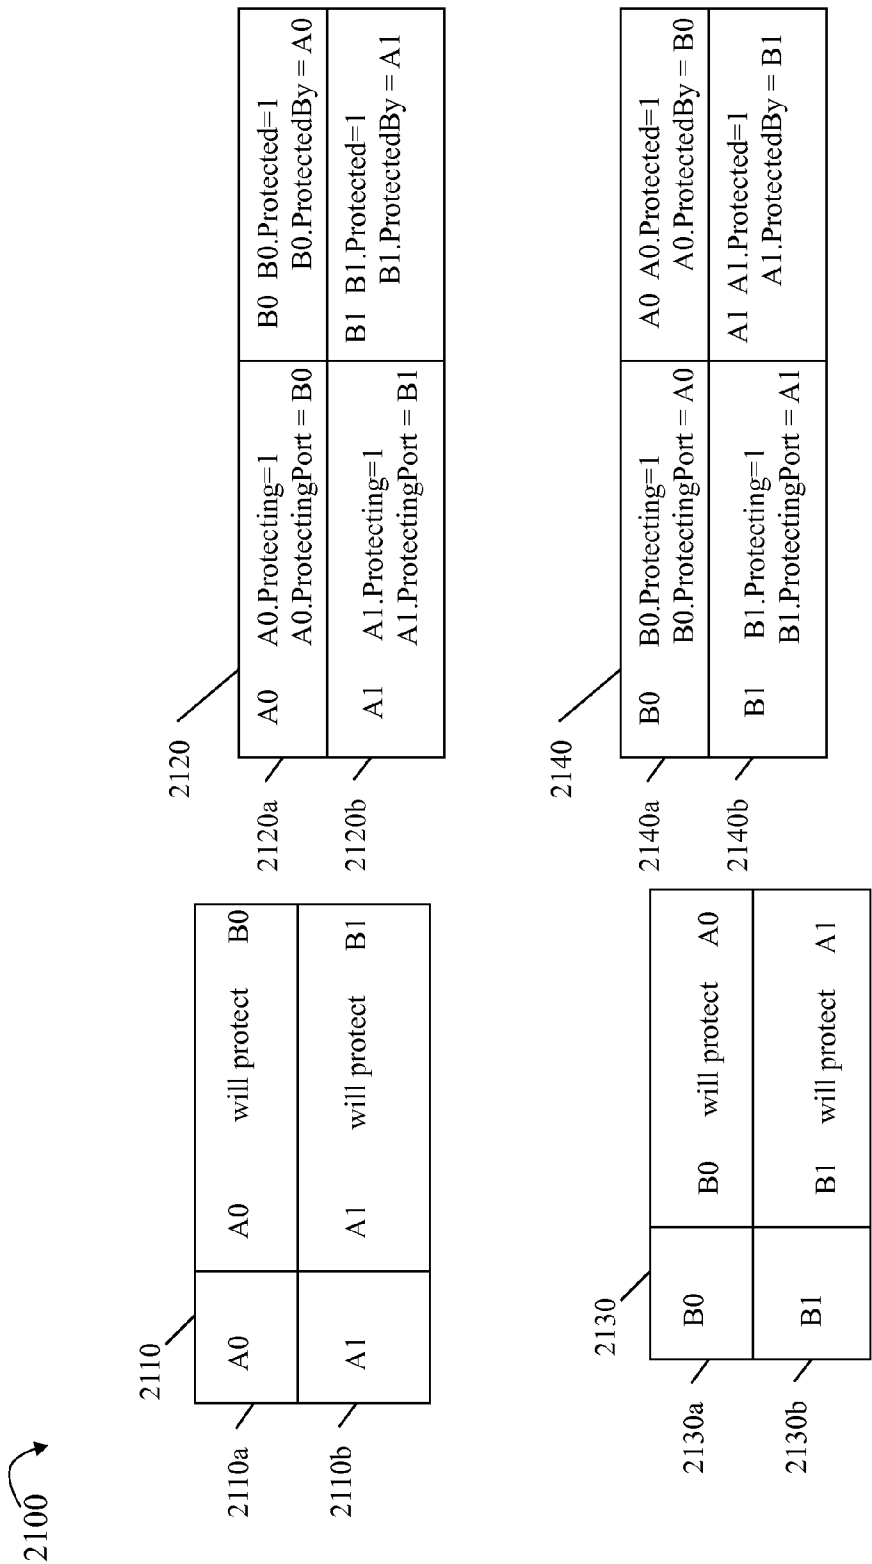 2100
2110
2110a
A0
A0 will protect B0
2110b
A1
A1 will protect B1
2120
2120a
A0 A0.Protecting=1
A0.ProtectingPort = B0
B0 B0.Protected=1
B0.ProtectedBy = A0
2120b
A1 A1.Protecting=1
A1.ProtectingPort = B1
B1 B1.Protected=1
B1.ProtectedBy = A1
2130
2130a
B0
B0 will protect A0
2130b
B1
B1 will protect A1
2140
2140a
B0 B0.Protecting=1
B0.ProtectingPort = A0
A0 A0.Protected=1
A0.ProtectedBy = B0
2140b
B1 B1.Protecting=1
B1.ProtectingPort = A1
A1 A1.Protected=1
A1.ProtectedBy = B1